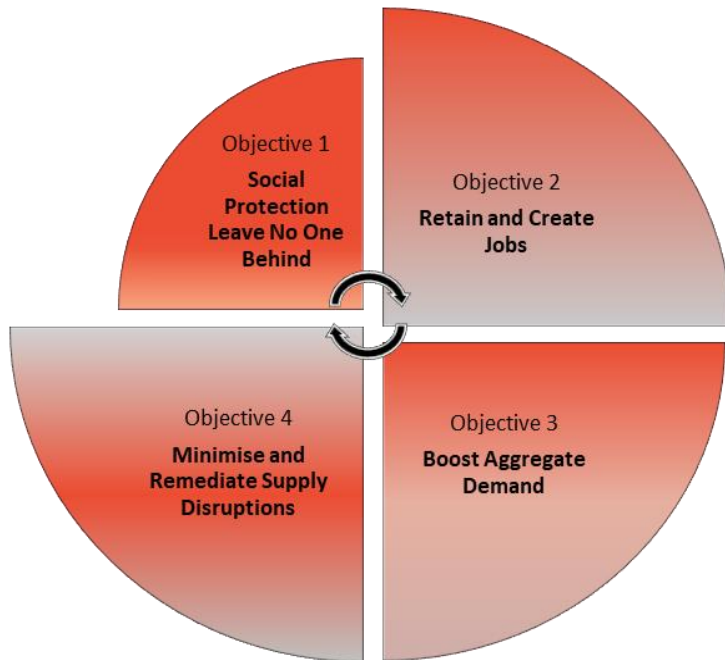 Objective 1
Social
Protection
Leave No One
Behind
Objective 2
Retain and Create
Jobs
Objective 3
Boost Aggregate
Demand
Objective 4
Minimise and
Remediate Supply
Disruptions